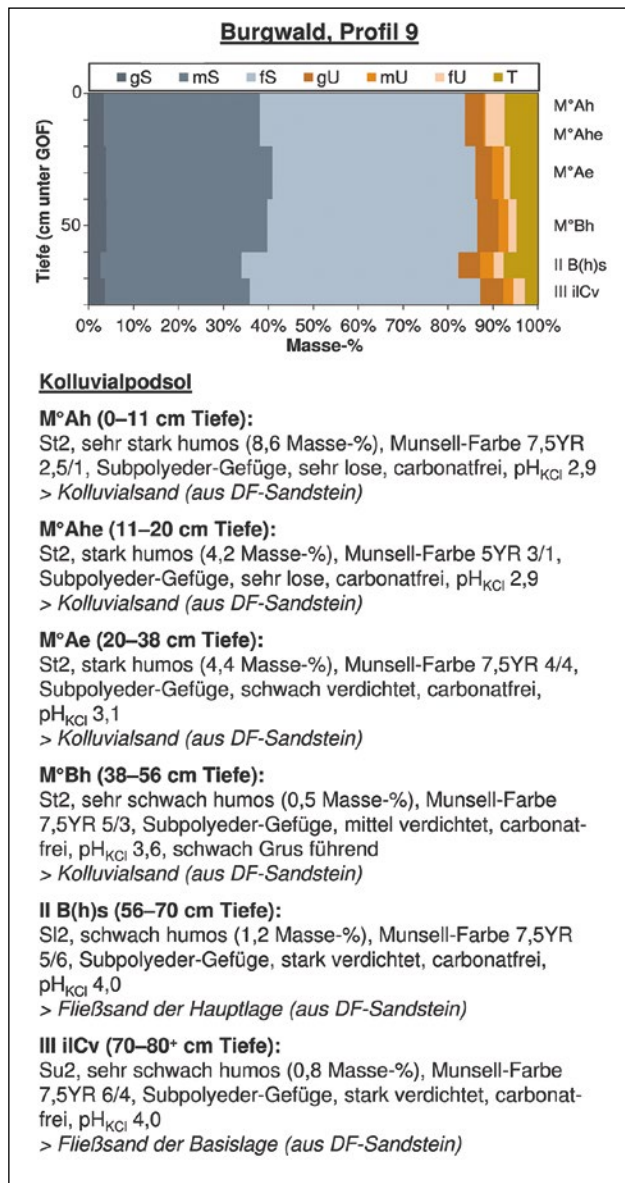 Burgwald, Profil 9
gS mS fS gU mU fU T
0
50
Tiefe (cm unter GOF)
M°Ah
M°Ahe
M°Ae
M°Bh
II B(h)s
III ilCv
0% 10% 20% 30% 40% 50% 60% 70% 80% 90% 100%
Masse-%
Kolluvialpodsol
M°Ah (0–11 cm Tiefe):
St2, sehr stark humos (8,6 Masse-%), Munsell-Farbe 7,5YR
2,5/1, Subpolyeder-Gefüge, sehr lose, carbonatfrei, pHKCl 2,9
> Kolluvialsand (aus DF-Sandstein)
M°Ahe (11–20 cm Tiefe):
St2, stark humos (4,2 Masse-%), Munsell-Farbe 5YR 3/1,
Subpolyeder-Gefüge, sehr lose, carbonatfrei, pHKCl 2,9
> Kolluvialsand (aus DF-Sandstein)
M°Ae (20–38 cm Tiefe):
St2, stark humos (4,4 Masse-%), Munsell-Farbe 7,5YR 4/4,
Subpolyeder-Gefüge, schwach verdichtet, carbonatfrei,
pHKCl 3,1
> Kolluvialsand (aus DF-Sandstein)
M°Bh (38–56 cm Tiefe):
St2, sehr schwach humos (0,5 Masse-%), Munsell-Farbe
7,5YR 5/3, Subpolyeder-Gefüge, mittel verdichtet, carbonat-
frei, pHKCl 3,6, schwach Grus führend
> Kolluvialsand (aus DF-Sandstein)
II B(h)s (56–70 cm Tiefe):
Sl2, schwach humos (1,2 Masse-%), Munsell-Farbe 7,5YR
5/6, Subpolyeder-Gefüge, stark verdichtet, carbonatfrei,
pHKCl 4,0
> Fließsand der Hauptlage (aus DF-Sandstein)
III ilCv (70–80⁺ cm Tiefe):
Su2, sehr schwach humos (0,8 Masse-%), Munsell-Farbe
7,5YR 6/4, Subpolyeder-Gefüge, stark verdichtet, carbonat-
frei, pHKCl 4,0
> Fließsand der Basislage (aus DF-Sandstein)